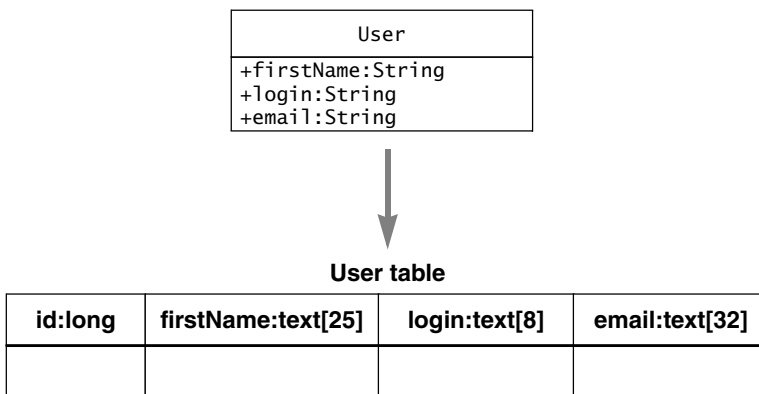 User
+firstName:String
+login:String
+email:String
User table
id:long firstName:text[25] login:text[8] email:text[32]